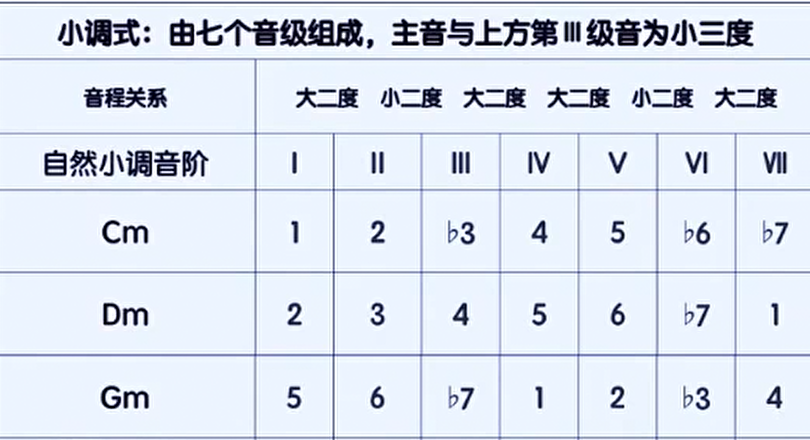 小调式：由七个音级组成，主音与上方第Ⅲ级音为小三度
音程关系 大二度 小二度 大二度 大二度 小二度 大二度
自然小调音阶 Ⅰ Ⅱ Ⅲ Ⅳ Ⅴ Ⅵ Ⅶ
Cm 1 2 ♭3 4 5 ♭6 ♭7
Dm 2 3 4 5 6 ♭7 1
Gm 5 6 ♭7 1 2 ♭3 4